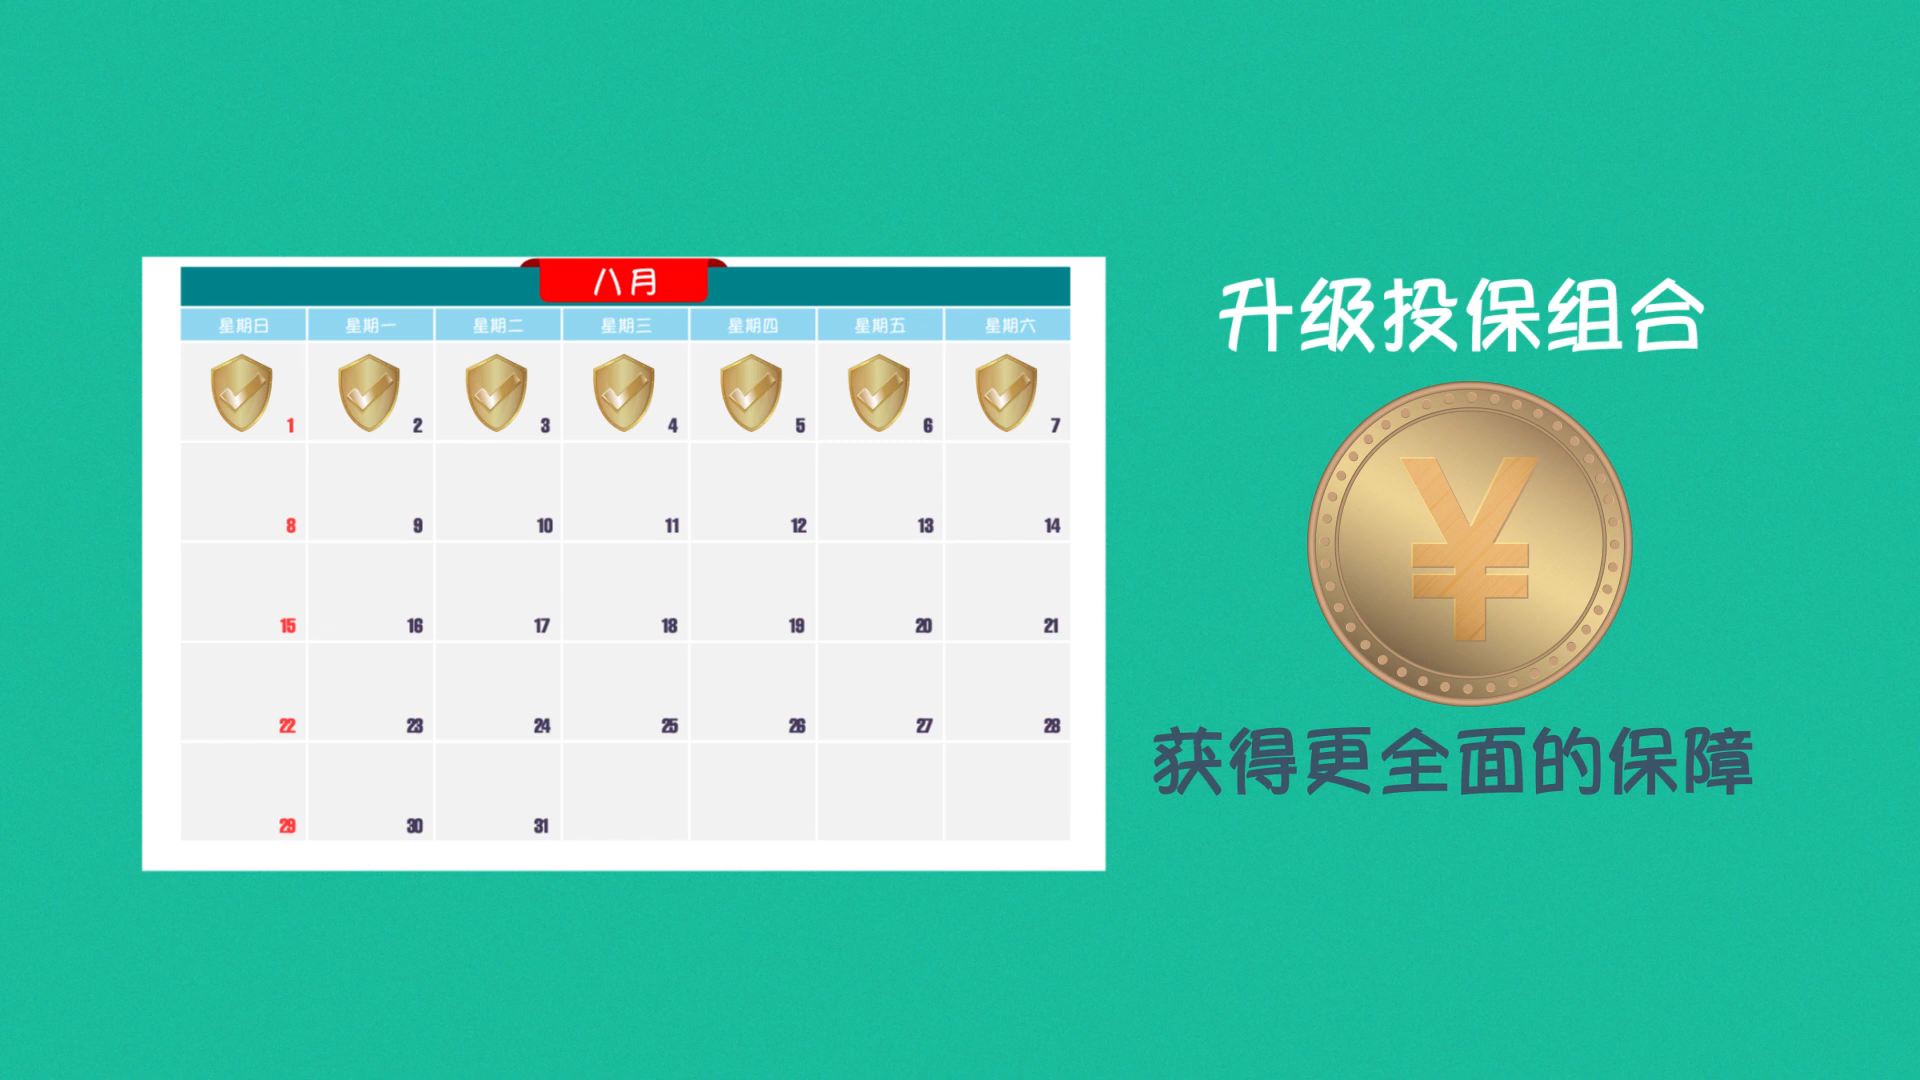 八月
星期日 星期一 星期二 星期三 星期四 星期五 星期六
1 2 3 4 5 6 7
8 9 10 11 12 13 14
15 16 17 18 19 20 21
22 23 24 25 26 27 28
29 30 31
升级投保组合
¥
获得更全面的保障